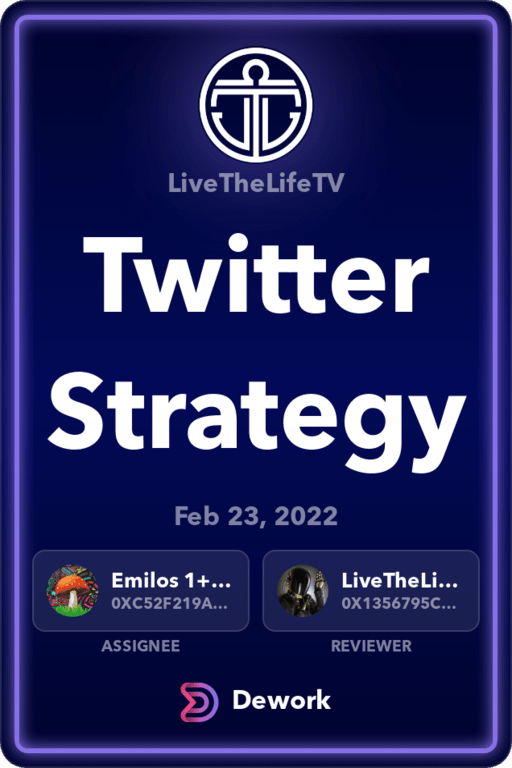 LiveTheLifeTV
Twitter
Strategy
Feb 23, 2022
Emilos 1+...
0XC52F219A...
ASSIGNEE
LiveTheLi...
0X1356795C...
REVIEWER
Dework